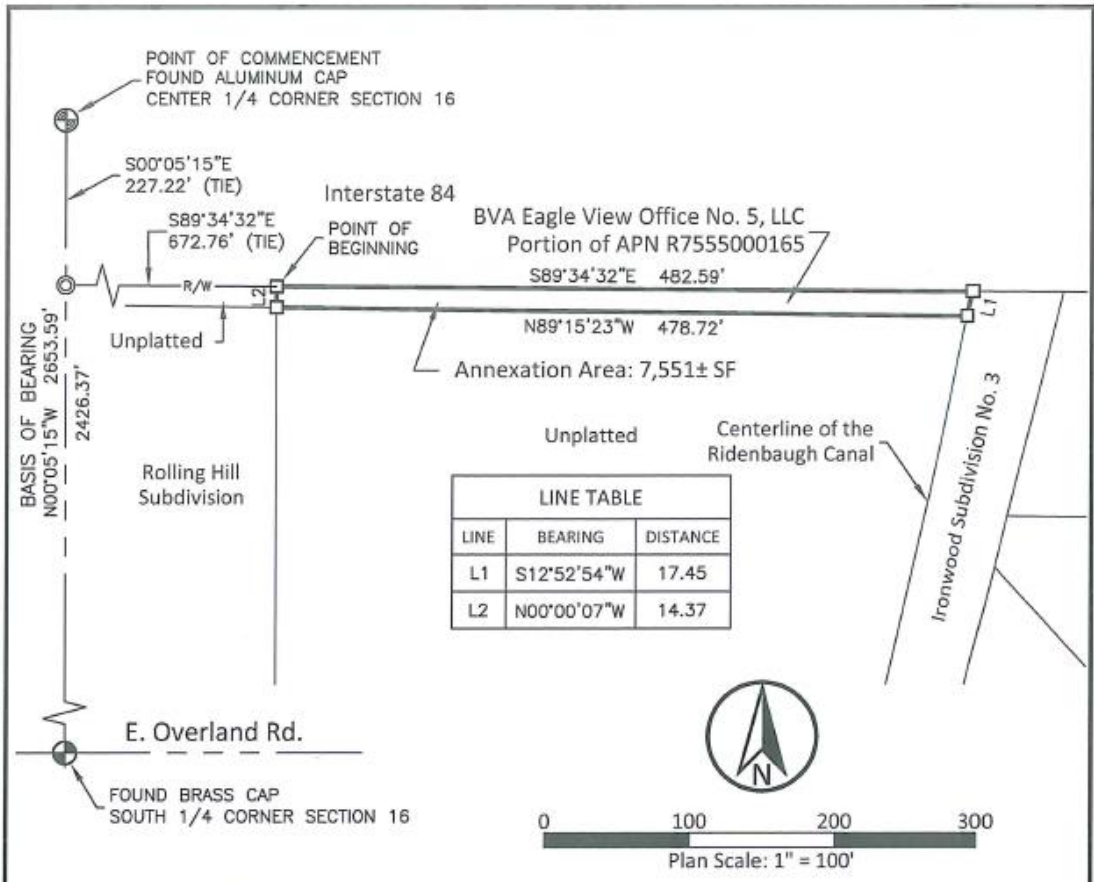 POINT OF COMMENCEMENT
FOUND ALUMINUM CAP
CENTER 1/4 CORNER SECTION 16
S00°05'15"E
227.22' (TIE)
S89°34'32"E
672.76' (TIE)
Interstate 84
POINT OF
BEGINNING
BVA Eagle View Office No. 5, LLC
Portion of APN R7555000165
R/W
L2
S89°34'32"E 482.59'
L1
N89°15'23"W 478.72'
Unplatted
Annexation Area: 7,551± SF
BASIS OF BEARING
N00°05'15"W 2653.59'
2426.37'
Rolling Hill
Subdivision
Unplatted
Centerline of the
Ridenbaugh Canal
Ironwood Subdivision No. 3
LINE TABLE
LINE BEARING DISTANCE
L1 S12°52'54"W 17.45
L2 N00°00'07"W 14.37
E. Overland Rd.
FOUND BRASS CAP
SOUTH 1/4 CORNER SECTION 16
N
0 100 200 300
Plan Scale: 1" = 100'